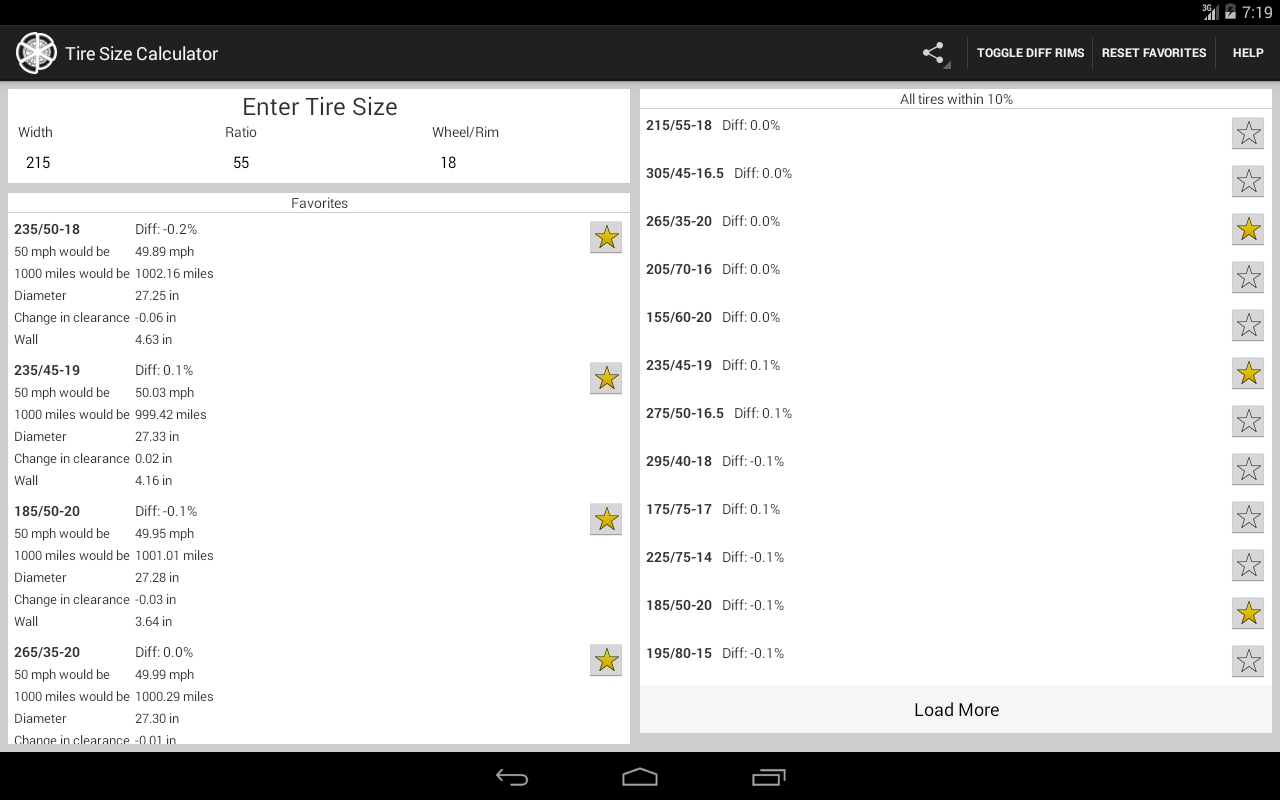 3G 7:19
Tire Size Calculator
TOGGLE DIFF RIMS RESET FAVORITES HELP
Enter Tire Size
Width Ratio Wheel/Rim
215 55 18
Favorites
235/50-18 Diff: -0.2%
50 mph would be 49.89 mph
1000 miles would be 1002.16 miles
Diameter 27.25 in
Change in clearance -0.06 in
Wall 4.63 in
235/45-19 Diff: 0.1%
50 mph would be 50.03 mph
1000 miles would be 999.42 miles
Diameter 27.33 in
Change in clearance 0.02 in
Wall 4.16 in
185/50-20 Diff: -0.1%
50 mph would be 49.95 mph
1000 miles would be 1001.01 miles
Diameter 27.28 in
Change in clearance -0.03 in
Wall 3.64 in
265/35-20 Diff: 0.0%
50 mph would be 49.99 mph
1000 miles would be 1000.29 miles
Diameter 27.30 in
Change in clearance -0.01 in
All tires within 10%
215/55-18 Diff: 0.0%
305/45-16.5 Diff: 0.0%
265/35-20 Diff: 0.0%
205/70-16 Diff: 0.0%
155/60-20 Diff: 0.0%
235/45-19 Diff: 0.1%
275/50-16.5 Diff: 0.1%
295/40-18 Diff: -0.1%
175/75-17 Diff: 0.1%
225/75-14 Diff: -0.1%
185/50-20 Diff: -0.1%
195/80-15 Diff: -0.1%
Load More